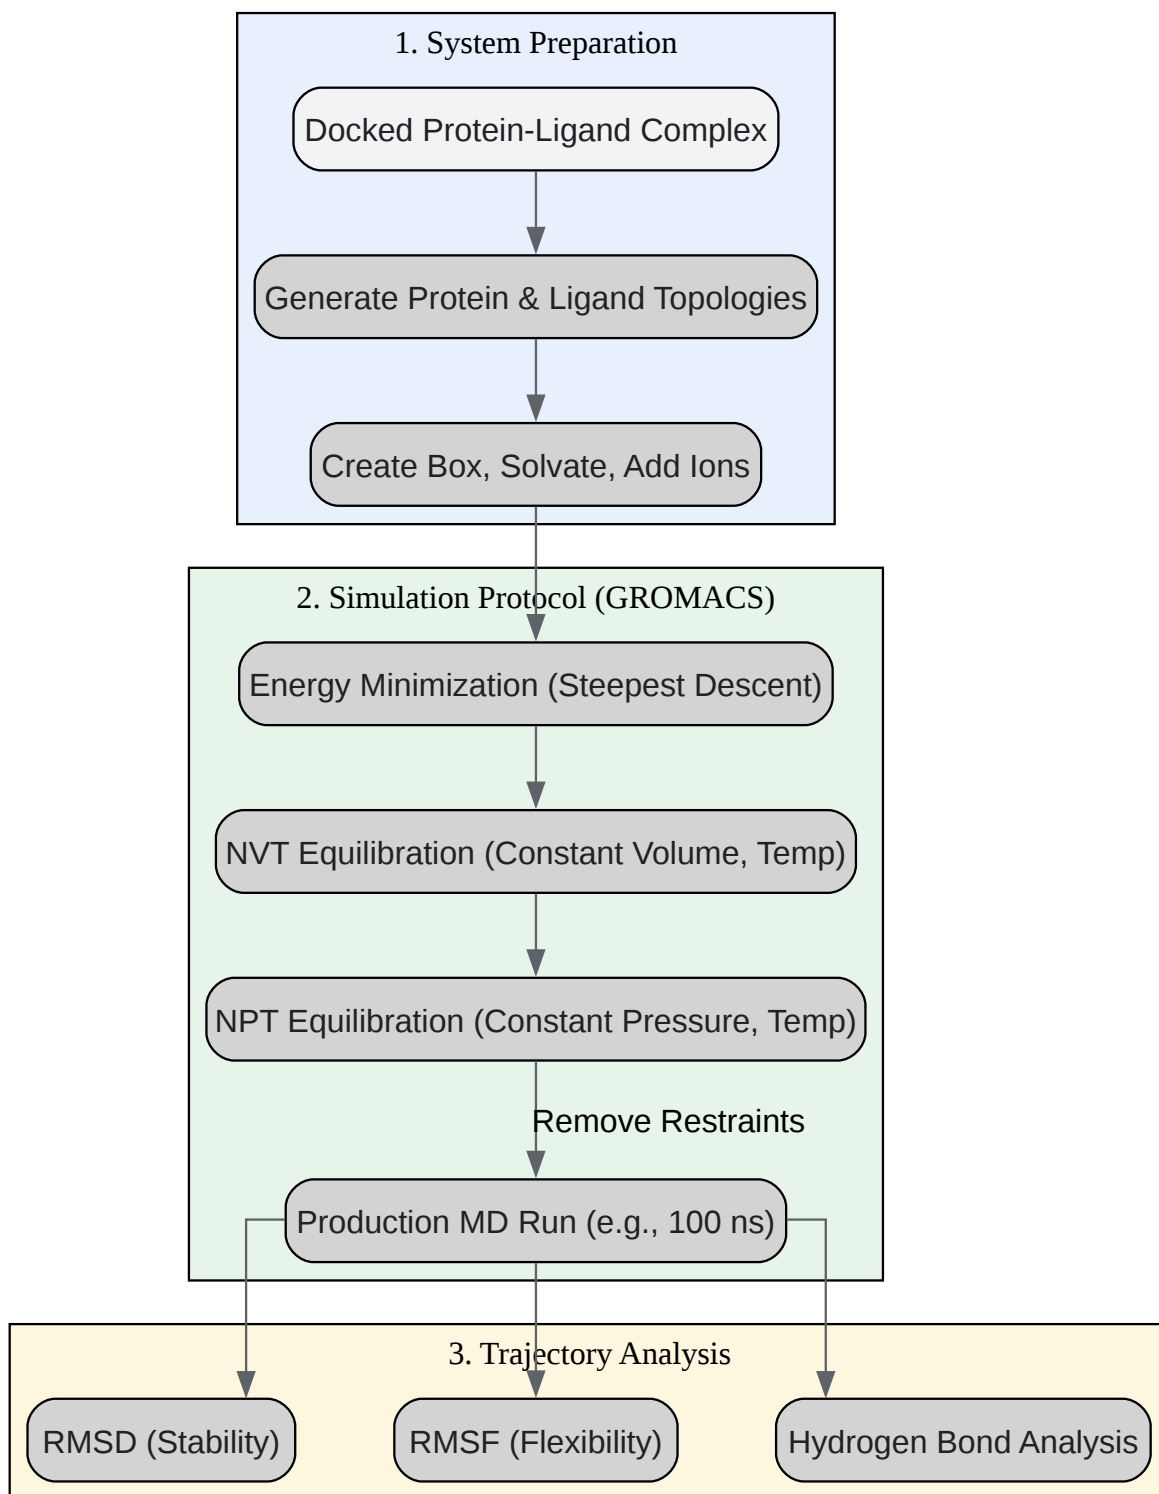 1. System Preparation
Docked Protein-Ligand Complex
Generate Protein & Ligand Topologies
Create Box, Solvate, Add Ions
2. Simulation Protocol (GROMACS)
Energy Minimization (Steepest Descent)
NVT Equilibration (Constant Volume, Temp)
NPT Equilibration (Constant Pressure, Temp)
Remove Restraints
Production MD Run (e.g., 100 ns)
3. Trajectory Analysis
RMSD (Stability)
RMSF (Flexibility)
Hydrogen Bond Analysis